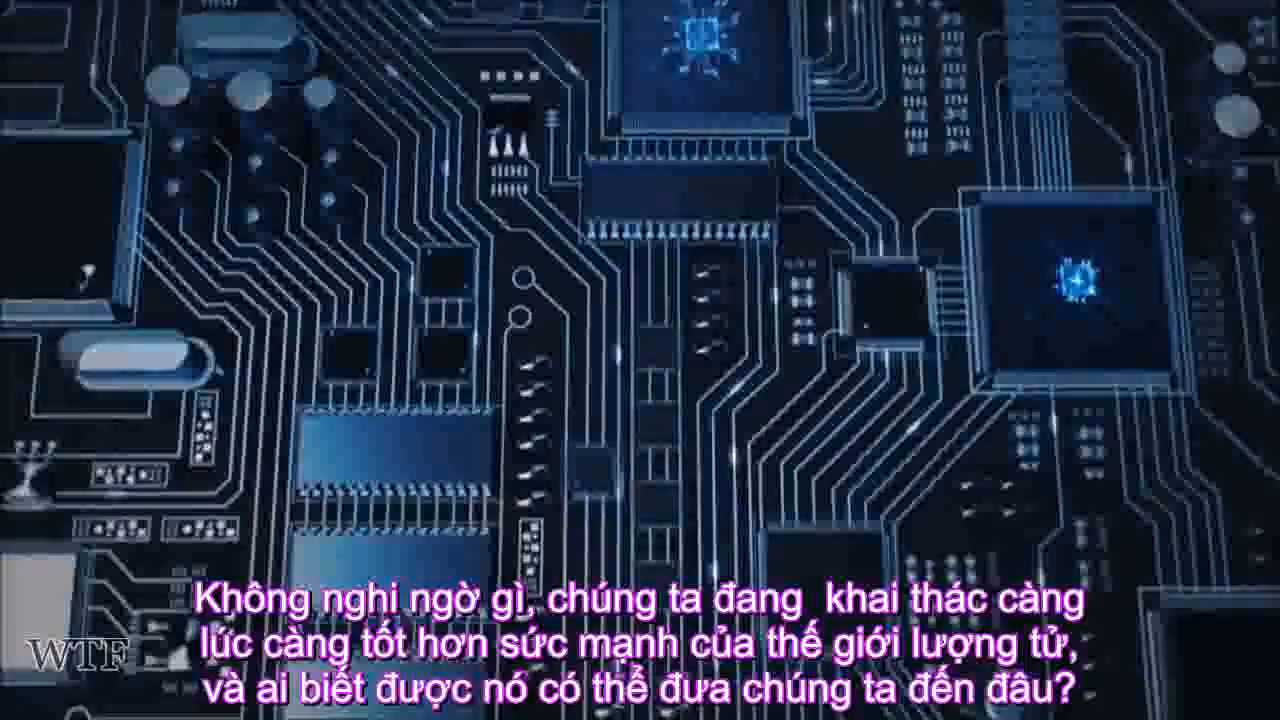 Không nghi ngờ gì, chúng ta đang khai thác càng
lúc càng tốt hơn sức mạnh của thế giới lượng tử,
và ai biết được nó có thể đưa chúng ta đến đâu?
WTF